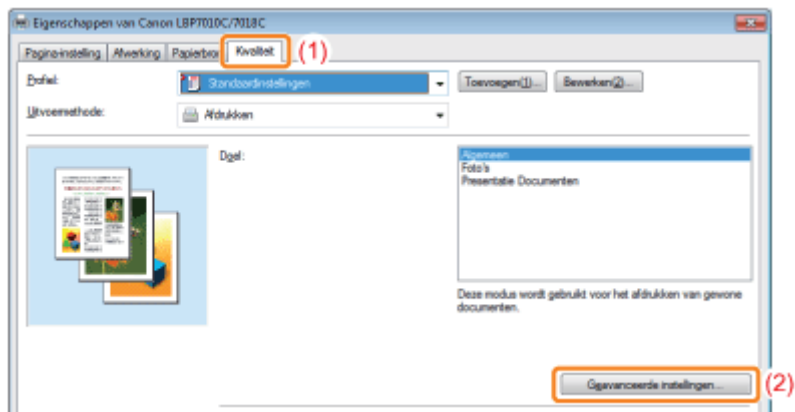 Eigenschappen van Canon LBP7010C/7018C
Pagina-instelling Afwerking Papierbron Kwaliteit (1)
Profiel: Standaardinstellingen Toevoegen(1)... Bewerken(2)...
Uitvoermethode: Afdrukken
Doel: Algemeen
Foto's
Presentatie Documenten
Deze modus wordt gebruikt voor het afdrukken van gewone
documenten.
Geavanceerde instellingen... (2)